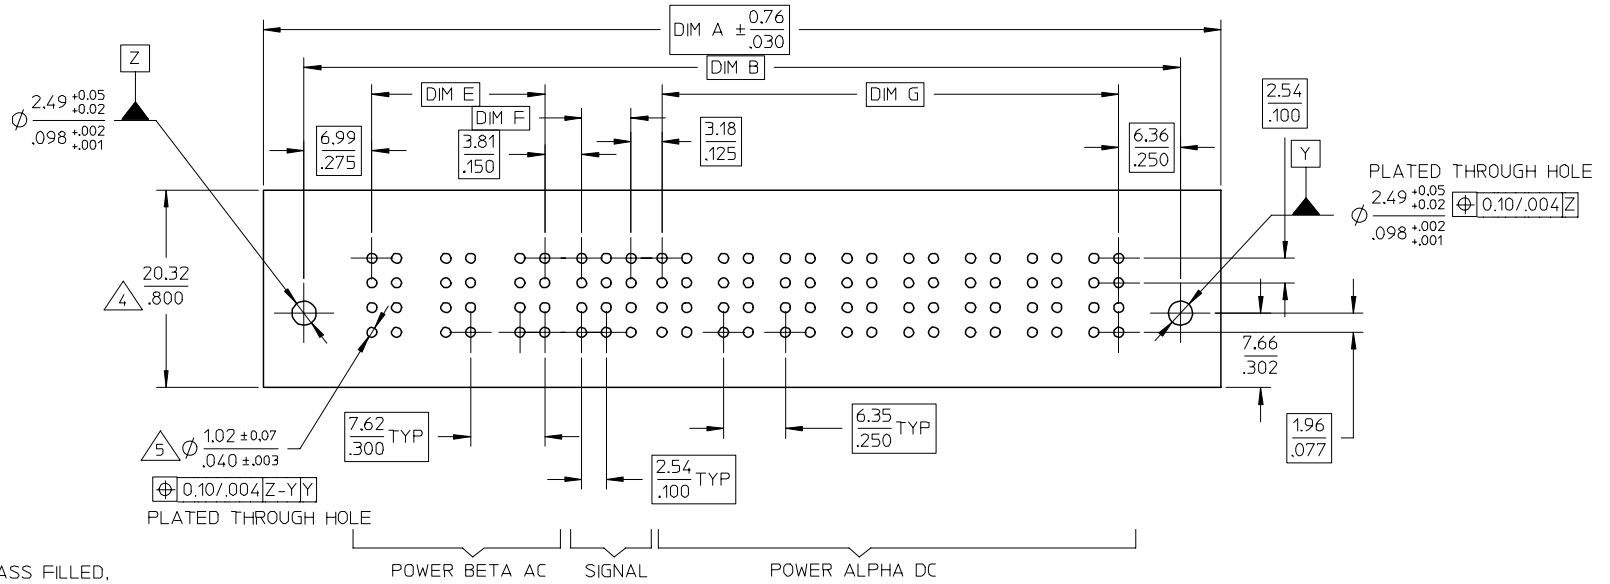 DIM A ± 0.76
.030
DIM B
DIM E
DIM G
DIM F
Z
Ø 2.49 +0.05
+0.02
.098 +.002
+.001
6.99
.275
3.81
.150
3.18
.125
2.54
.100
6.36
.250
Y
PLATED THROUGH HOLE
Ø 2.49 +0.05
+0.02
.098 +.002
+.001
⌖ 0.10/.004 Z
4
20.32
.800
7.66
.302
1.96
.077
5 Ø 1.02 ±0.07
.040 ±.003
⌖ 0.10/.004 Z-Y Y
PLATED THROUGH HOLE
7.62
.300 TYP
2.54
.100 TYP
6.35
.250 TYP
POWER BETA AC
SIGNAL
POWER ALPHA DC
ASS FILLED,